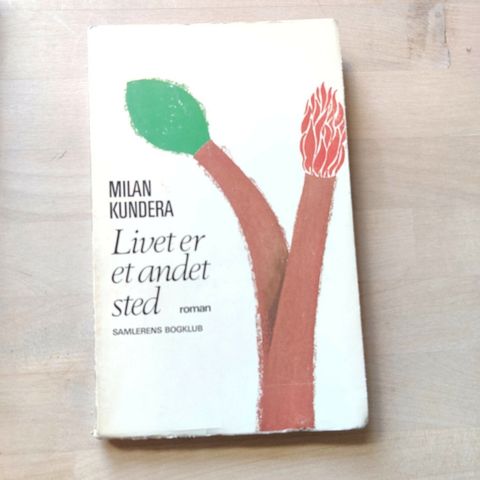 MILAN
KUNDERA
Livet er
et andet
sted
roman
SAMLERENS BOGKLUB